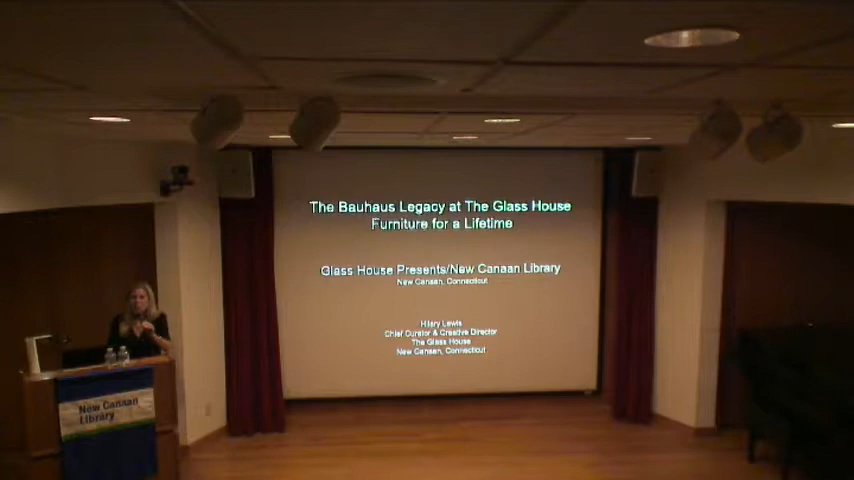 The Bauhaus Legacy at The Glass House
Furniture for a Lifetime
Glass House Presents/New Canaan Library
New Canaan, Connecticut
Hilary Lewis
Chief Curator & Creative Director
The Glass House
New Canaan, Connecticut
New Canaan
Library